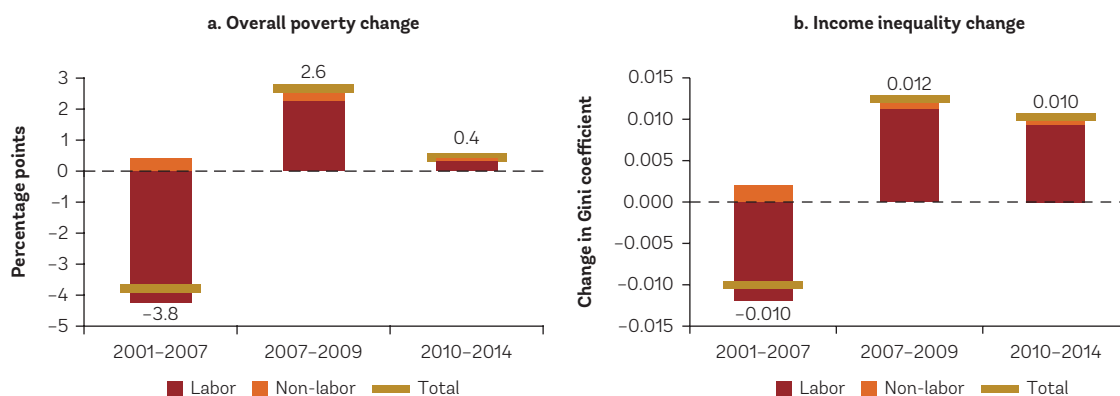 a. Overall poverty change
Percentage points
3
2
1
0
–1
–2
–3
–4
–5
2.6
0.4
–3.8
2001–2007 2007–2009 2010–2014
Labor Non-labor Total
b. Income inequality change
Change in Gini coefficient
0.015
0.010
0.005
0.000
–0.005
–0.010
–0.015
0.012
0.010
–0.010
2001–2007 2007–2009 2010–2014
Labor Non-labor Total